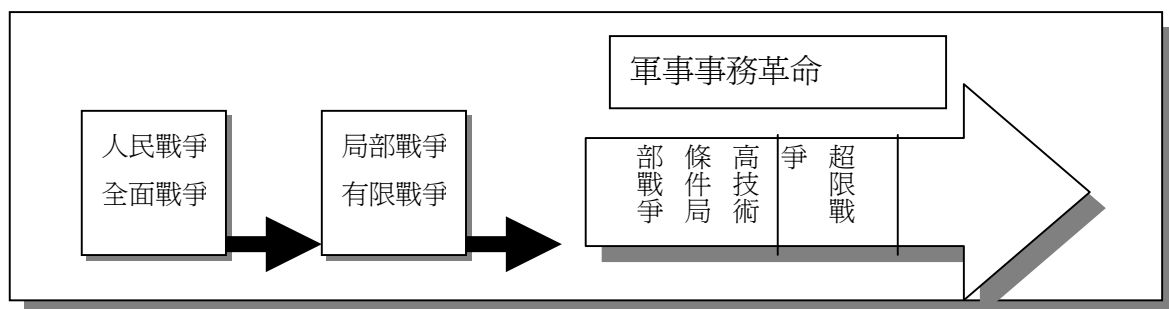 人民戰爭
全面戰爭
局部戰爭
有限戰爭
軍事事務革命
高技術
條件局
部戰爭
超限戰
爭